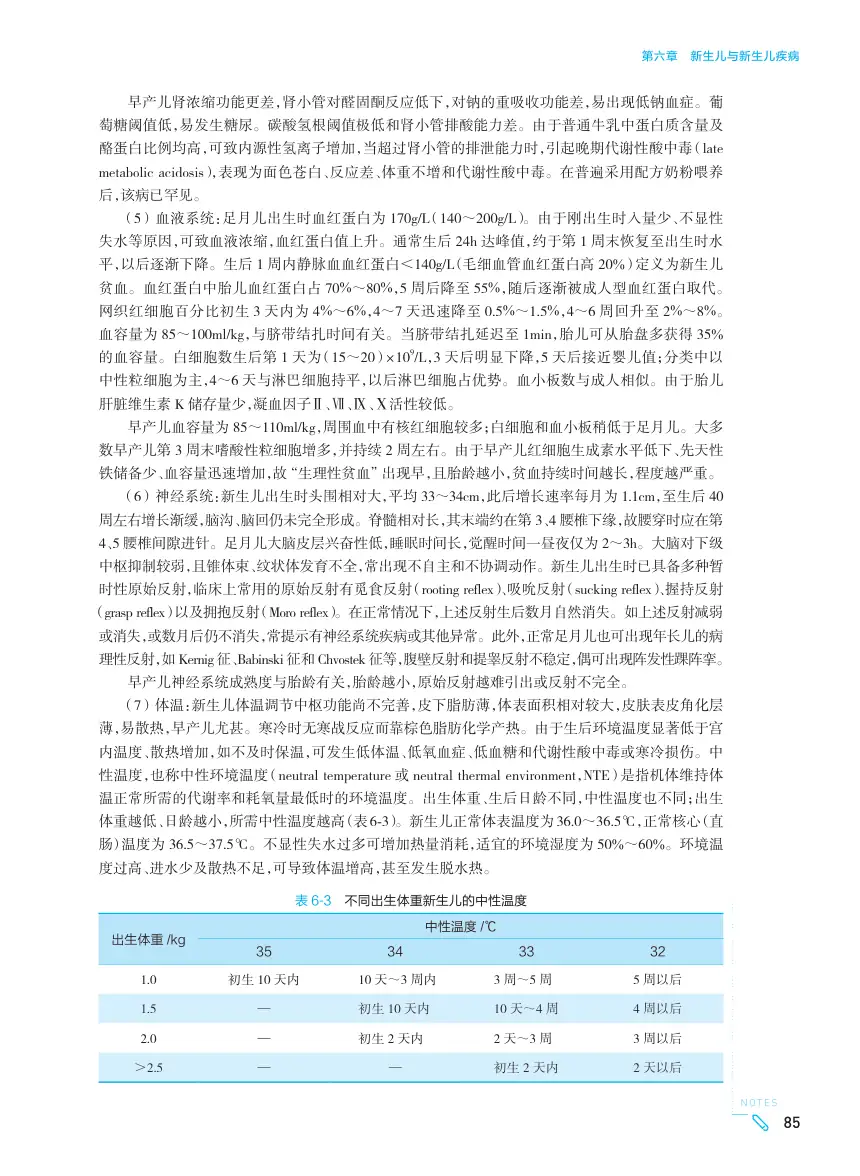 第六章 新生儿与新生儿疾病
早产儿肾浓缩功能更差,肾小管对醛固酮反应低下,对钠的重吸收功能差,易出现低钠血症。葡
萄糖阈值低,易发生糖尿。碳酸氢根阈值极低和肾小管排酸能力差。由于普通牛乳中蛋白质含量及
酪蛋白比例均高,可致内源性氢离子增加,当超过肾小管的排泄能力时,引起晚期代谢性酸中毒(late
metabolic acidosis),表现为面色苍白、反应差、体重不增和代谢性酸中毒。在普遍采用配方奶粉喂养
后,该病已罕见。
(5)血液系统:足月儿出生时血红蛋白为 170g/L(140~200g/L)。由于刚出生时入量少、不显性
失水等原因,可致血液浓缩,血红蛋白值上升。通常生后 24h 达峰值,约于第 1 周末恢复至出生时水
平,以后逐渐下降。生后 1 周内静脉血血红蛋白<140g/L(毛细血管血红蛋白高 20%)定义为新生儿
贫血。血红蛋白中胎儿血红蛋白占 70%~80%,5 周后降至 55%,随后逐渐被成人型血红蛋白取代。
网织红细胞百分比初生 3 天内为 4%~6%,4~7 天迅速降至 0.5%~1.5%,4~6 周回升至 2%~8%。
血容量为 85~100ml/kg,与脐带结扎时间有关。当脐带结扎延迟至 1min,胎儿可从胎盘多获得 35%
的血容量。白细胞数生后第 1 天为(15~20)×10⁹/L,3 天后明显下降,5 天后接近婴儿值;分类中以
中性粒细胞为主,4~6 天与淋巴细胞持平,以后淋巴细胞占优势。血小板数与成人相似。由于胎儿
肝脏维生素 K 储存量少,凝血因子Ⅱ、Ⅶ、Ⅸ、Ⅹ活性较低。
早产儿血容量为 85~110ml/kg,周围血中有核红细胞较多;白细胞和血小板稍低于足月儿。大多
数早产儿第 3 周末嗜酸性粒细胞增多,并持续 2 周左右。由于早产儿红细胞生成素水平低下、先天性
铁储备少、血容量迅速增加,故“生理性贫血”出现早,且胎龄越小,贫血持续时间越长,程度越严重。
(6)神经系统:新生儿出生时头围相对大,平均 33~34cm,此后增长速率每月为 1.1cm,至生后 40
周左右增长渐缓,脑沟、脑回仍未完全形成。脊髓相对长,其末端约在第 3、4 腰椎下缘,故腰穿时应在第
4、5 腰椎间隙进针。足月儿大脑皮层兴奋性低,睡眠时间长,觉醒时间一昼夜仅为 2~3h。大脑对下级
中枢抑制较弱,且锥体束、纹状体发育不全,常出现不自主和不协调动作。新生儿出生时已具备多种暂
时性原始反射,临床上常用的原始反射有觅食反射(rooting reflex)、吸吮反射(sucking reflex)、握持反射
(grasp reflex)以及拥抱反射(Moro reflex)。在正常情况下,上述反射生后数月自然消失。如上述反射减弱
或消失,或数月后仍不消失,常提示有神经系统疾病或其他异常。此外,正常足月儿也可出现年长儿的病
理性反射,如 Kernig 征、Babinski 征和 Chvostek 征等,腹壁反射和提睾反射不稳定,偶可出现阵发性踝阵挛。
早产儿神经系统成熟度与胎龄有关,胎龄越小,原始反射越难引出或反射不完全。
(7)体温:新生儿体温调节中枢功能尚不完善,皮下脂肪薄,体表面积相对较大,皮肤表皮角化层
薄,易散热,早产儿尤甚。寒冷时无寒战反应而靠棕色脂肪化学产热。由于生后环境温度显著低于宫
内温度、散热增加,如不及时保温,可发生低体温、低氧血症、低血糖和代谢性酸中毒或寒冷损伤。中
性温度,也称中性环境温度(neutral temperature 或 neutral thermal environment,NTE)是指机体维持体
温正常所需的代谢率和耗氧量最低时的环境温度。出生体重、生后日龄不同,中性温度也不同;出生
体重越低、日龄越小,所需中性温度越高(表6-3)。新生儿正常体表温度为36.0~36.5℃,正常核心(直
肠)温度为 36.5~37.5℃。不显性失水过多可增加热量消耗,适宜的环境湿度为 50%~60%。环境温
度过高、进水少及散热不足,可导致体温增高,甚至发生脱水热。
表 6-3 不同出生体重新生儿的中性温度
出生体重 /kg 中性温度 /℃
35 34 33 32
1.0 初生 10 天内 10 天~3 周内 3 周~5 周 5 周以后
1.5 — 初生 10 天内 10 天~4 周 4 周以后
2.0 — 初生 2 天内 2 天~3 周 3 周以后
>2.5 — — 初生 2 天内 2 天以后
NOTES
85